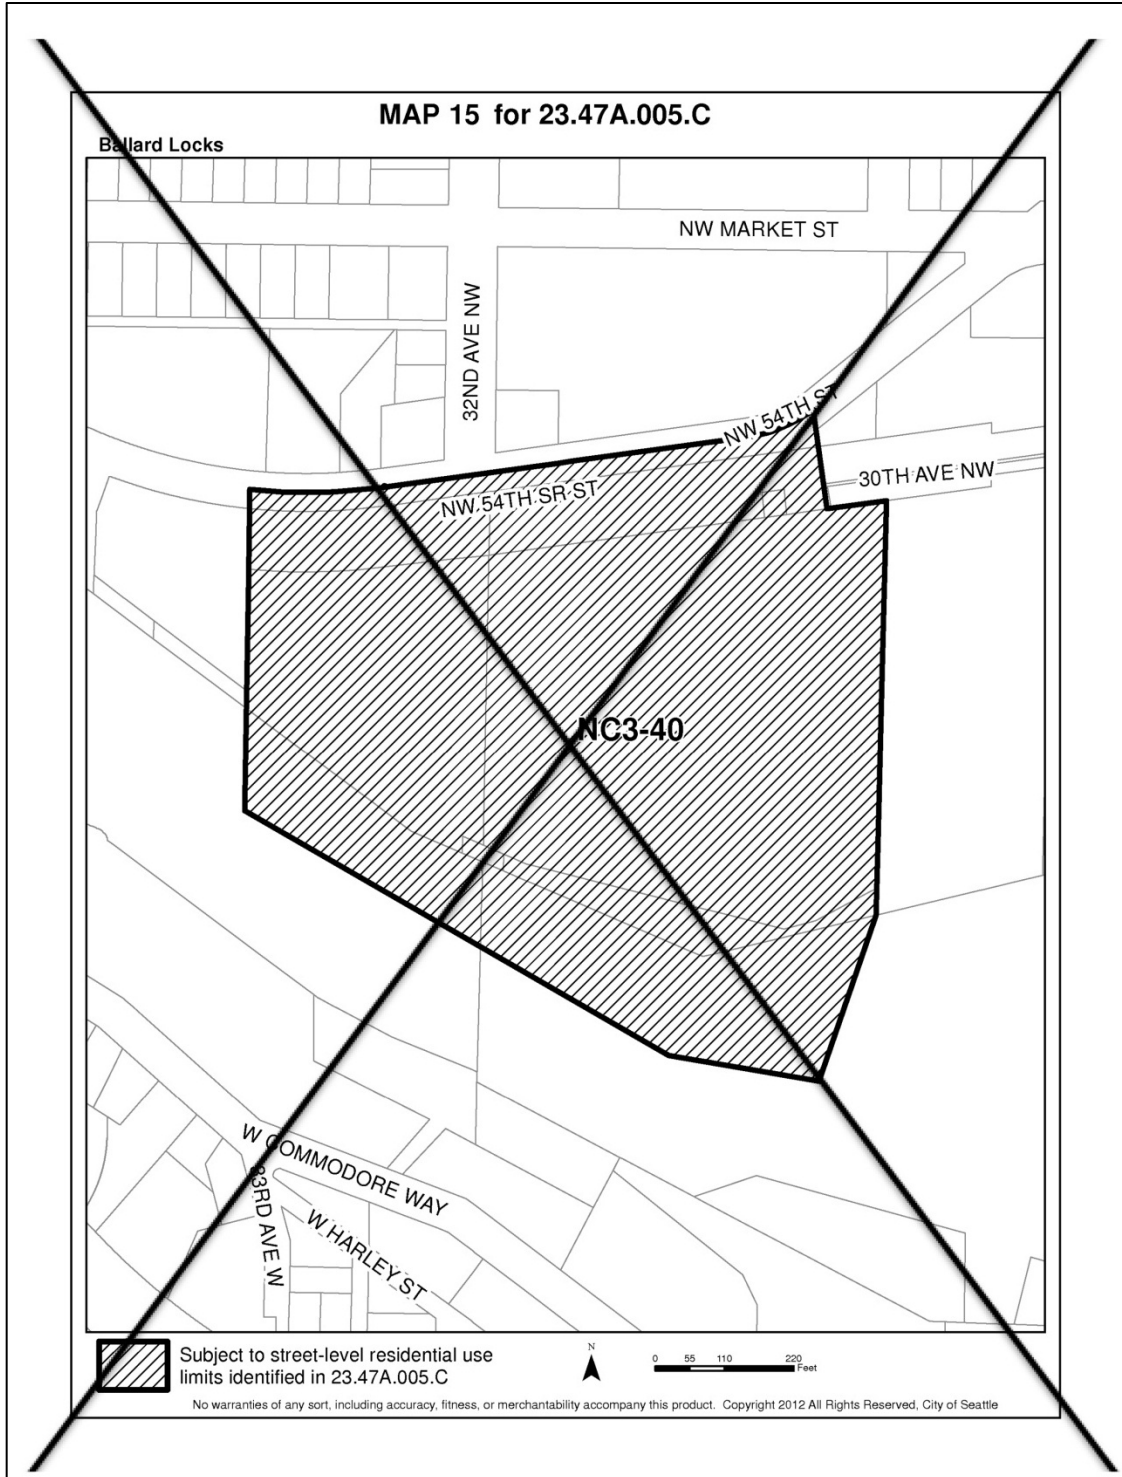 MAP 15 for 23.47A.005.C
Ballard Locks
NW MARKET ST
32ND AVE NW
NW 54TH ST
30TH AVE NW
NW 54TH SR ST
NC3-40
W COMMODORE WAY
33RD AVE W
W HARLEY ST
Subject to street-level residential use
limits identified in 23.47A.005.C
N
0 55 110 220
Feet
No warranties of any sort, including accuracy, fitness, or merchantability accompany this product. Copyright 2012 All Rights Reserved, City of Seattle